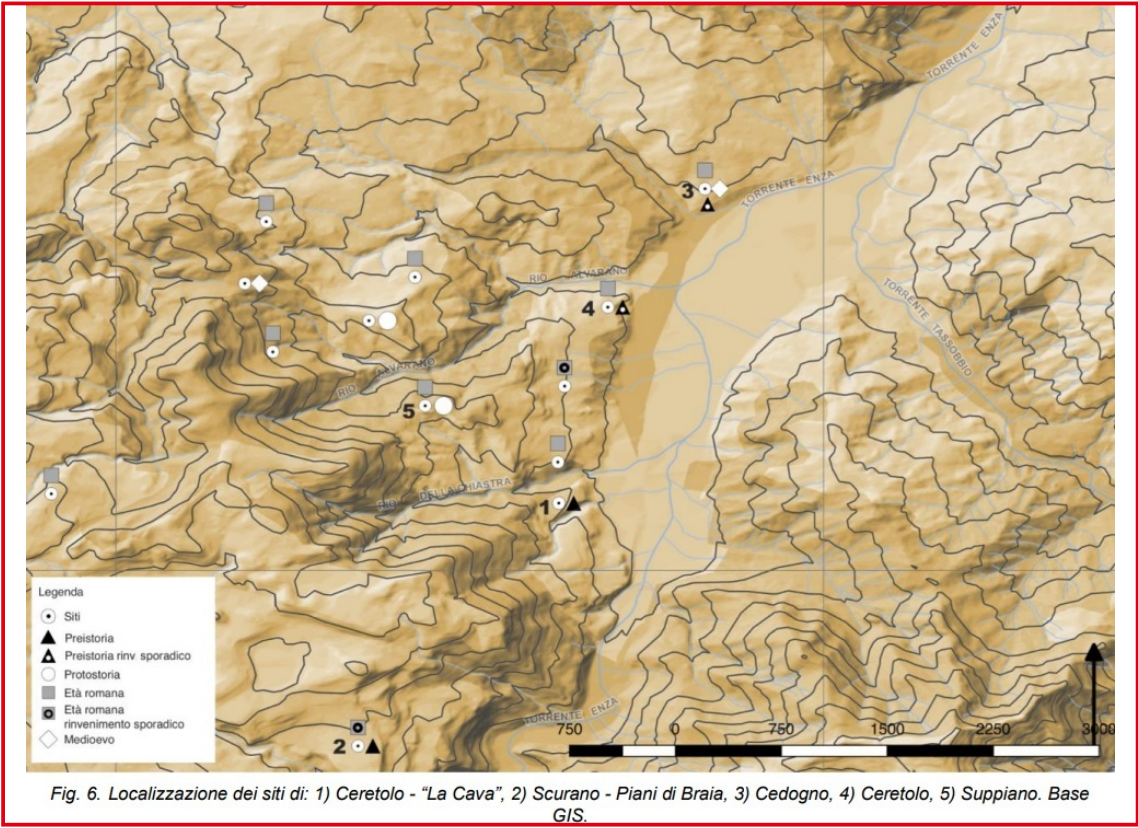 TORRENTE ENZA
3
TORRENTE ENZA
RIO ALVARANO
4
TORRENTE TASSOBBIO
RIO ALVARANO
5
RIO DELLA CHIASTRA
1
Legenda
Siti
Preistoria
Preistoria rinv. sporadico
Protostoria
Età romana
Età romana
rinvenimento sporadico
Medioevo
TORRENTE ENZA
2
750 0 750 1500 2250 3000
Fig. 6. Localizzazione dei siti di: 1) Ceretolo - “La Cava”, 2) Scurano - Piani di Braia, 3) Cedogno, 4) Ceretolo, 5) Suppiano. Base
GIS.